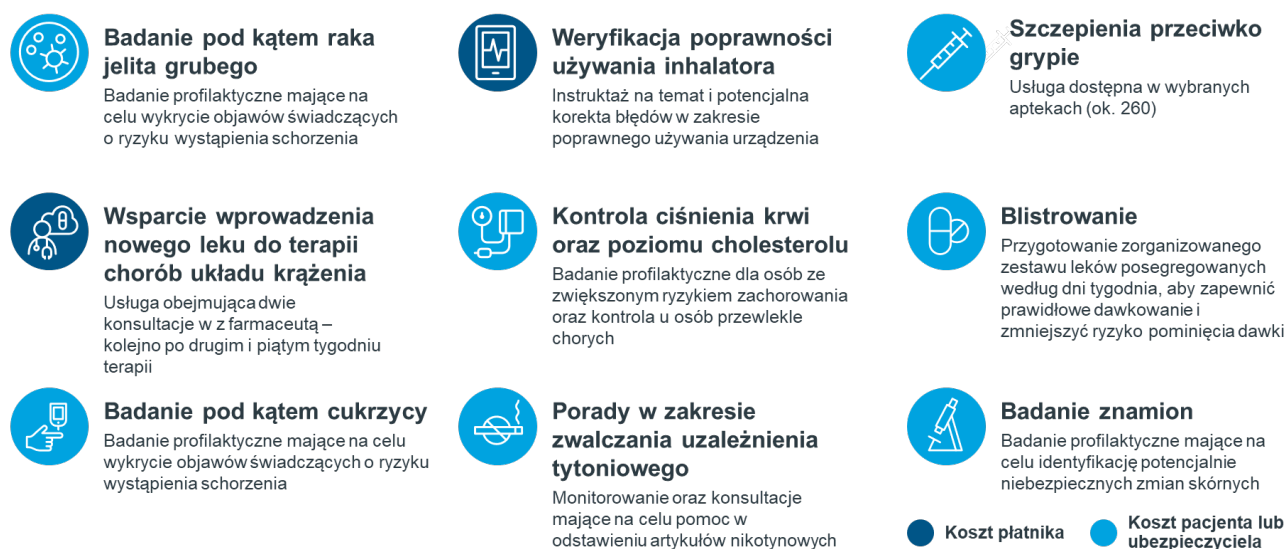 Badanie pod kątem raka
jelita grubego
Badanie profilaktyczne mające na
celu wykrycie objawów świadczących
o ryzyku wystąpienia schorzenia
Weryfikacja poprawności
używania inhalatora
Instruktaż na temat i potencjalna
korekta błędów w zakresie
poprawnego używania urządzenia
Szczepienia przeciwko
grypie
Usługa dostępna w wybranych
aptekach (ok. 260)
Wsparcie wprowadzenia
nowego leku do terapii
chorób układu krążenia
Usługa obejmująca dwie
konsultacje w z farmaceutą –
kolejno po drugim i piątym tygodniu
terapii
Kontrola ciśnienia krwi
oraz poziomu cholesterolu
Badanie profilaktyczne dla osób ze
zwiększonym ryzykiem zachorowania
oraz kontrola u osób przewlekle
chorych
Blistrowanie
Przygotowanie zorganizowanego
zestawu leków posegregowanych
według dni tygodnia, aby zapewnić
prawidłowe dawkowanie i
zmniejszyć ryzyko pominięcia dawki
Badanie pod kątem cukrzycy
Badanie profilaktyczne mające na celu
wykrycie objawów świadczących o ryzyku
wystąpienia schorzenia
Porady w zakresie
zwalczania uzależnienia
tytoniowego
Monitorowanie oraz konsultacje
mające na celu pomoc w
odstawieniu artykułów nikotynowych
Badanie znamion
Badanie profilaktyczne mające na
celu identyfikację potencjalnie
niebezpiecznych zmian skórnych
Koszt płatnika
Koszt pacjenta lub
ubezpieczyciela